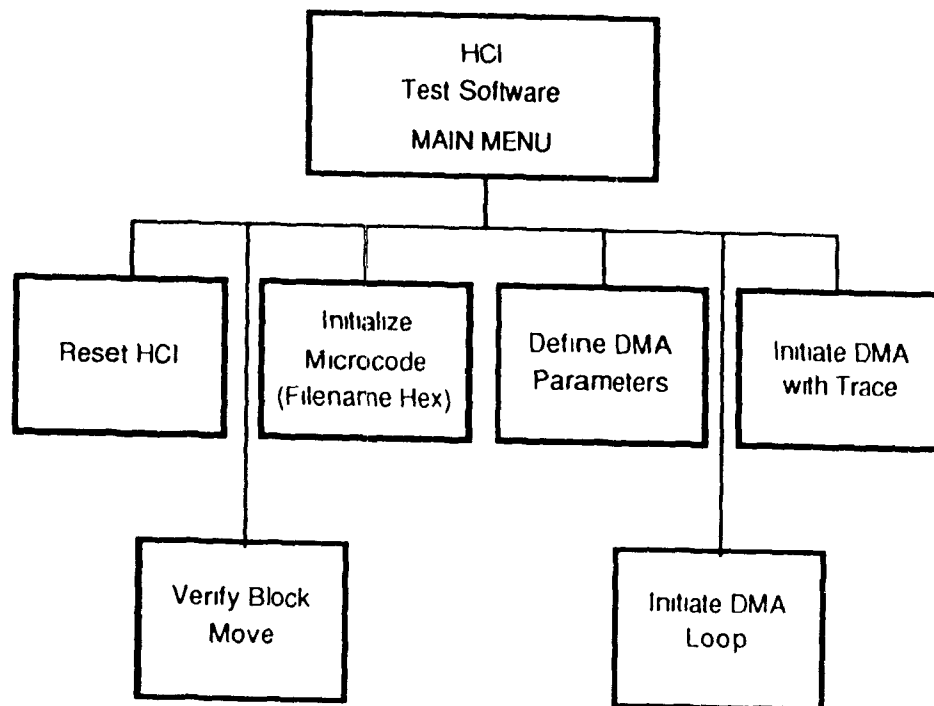 HCI
Test Software
MAIN MENU
Reset HCI
Initialize
Microcode
(Filename Hex)
Define DMA
Parameters
Initiate DMA
with Trace
Verify Block
Move
Initiate DMA
Loop